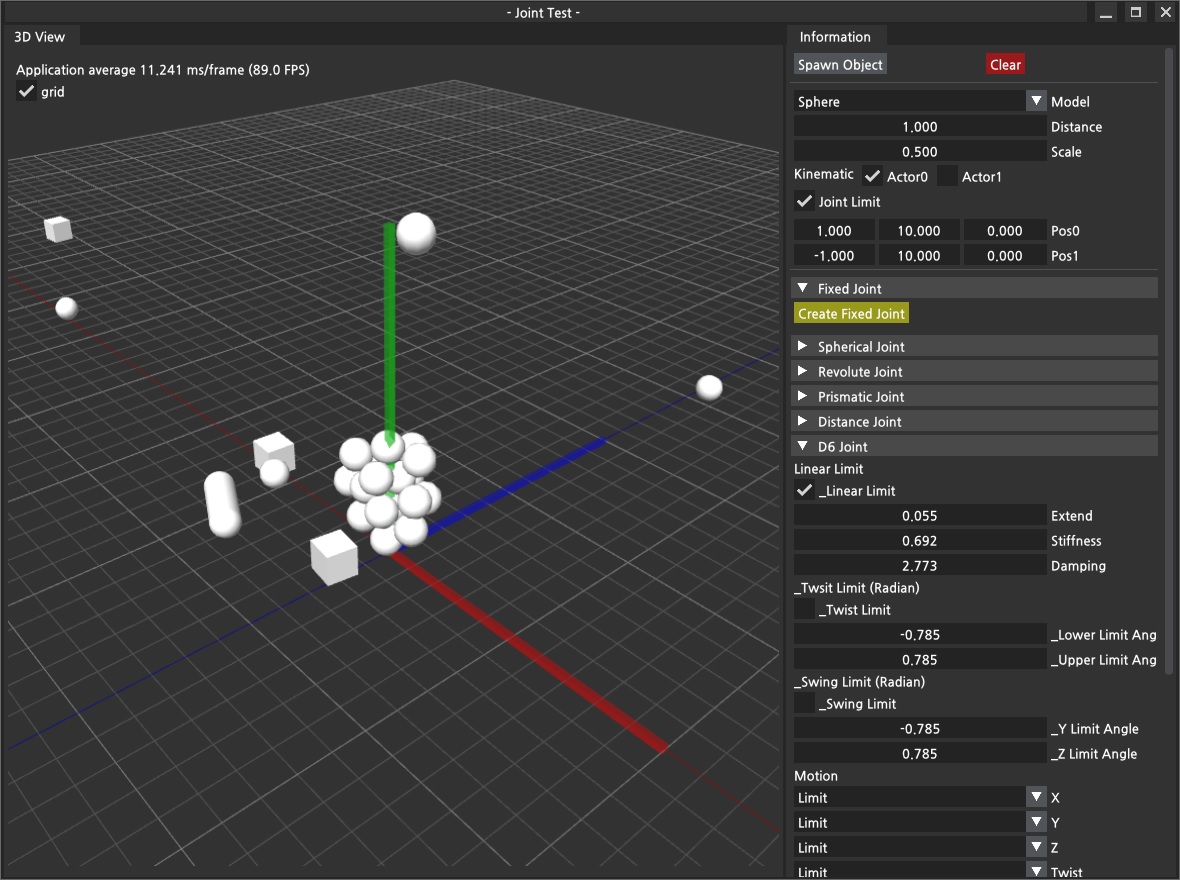 - Joint Test -
3D View
Application average 11.241 ms/frame (89.0 FPS)
grid
Information
Spawn Object Clear
Sphere Model
1.000 Distance
0.500 Scale
Kinematic Actor0 Actor1
Joint Limit
1.000 10.000 0.000 Pos0
-1.000 10.000 0.000 Pos1
Fixed Joint
Create Fixed Joint
Spherical Joint
Revolute Joint
Prismatic Joint
Distance Joint
D6 Joint
Linear Limit
_Linear Limit
0.055 Extend
0.692 Stiffness
2.773 Damping
_Twsit Limit (Radian)
_Twist Limit
-0.785 _Lower Limit Ang
0.785 _Upper Limit Ang
_Swing Limit (Radian)
_Swing Limit
-0.785 _Y Limit Angle
0.785 _Z Limit Angle
Motion
Limit X
Limit Y
Limit Z
Limit Twist